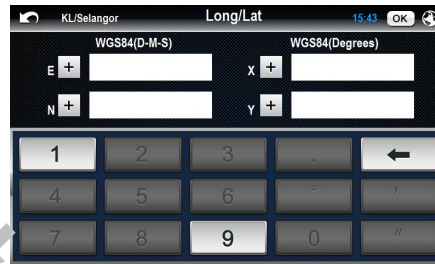 KL/Selangor Long/Lat 15:43 OK
WGS84(D-M-S) WGS84(Degrees)
E + X +
N + Y +
1 2 3 .
4 5 6 ° ′
7 8 9 0 ″